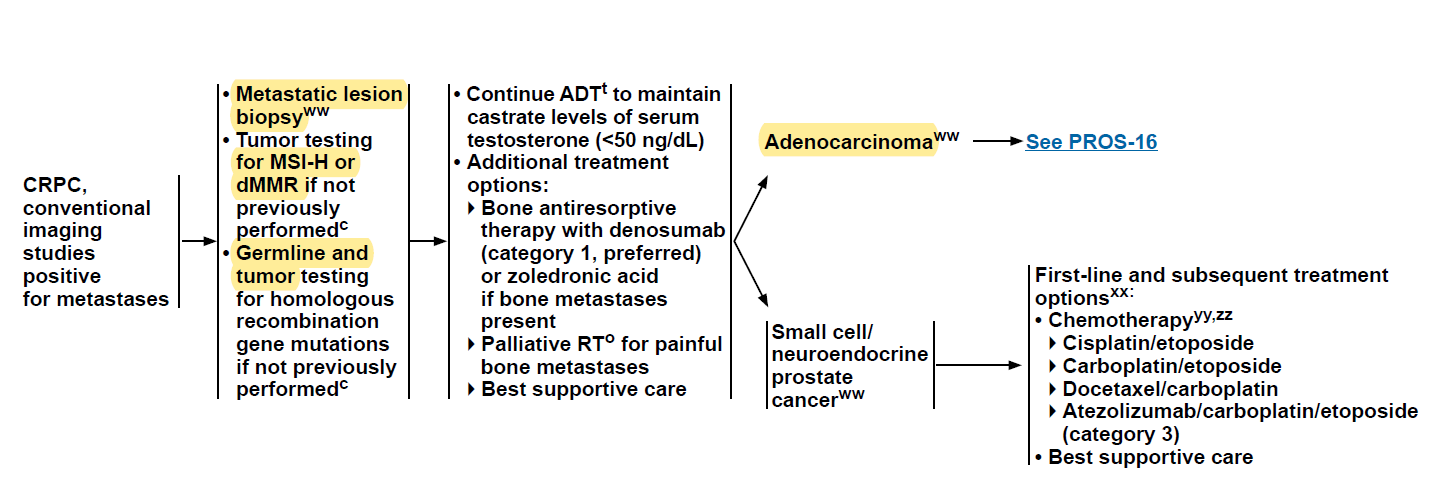 CRPC,
conventional
imaging
studies
positive
for metastases
• Metastatic lesion
biopsyww
• Tumor testing
for MSI-H or
dMMR if not
previously
performedc
• Germline and
tumor testing
for homologous
recombination
gene mutations
if not previously
performedc
• Continue ADTt to maintain
castrate levels of serum
testosterone (<50 ng/dL)
• Additional treatment
options:
Bone antiresorptive
therapy with denosumab
(category 1, preferred)
or zoledronic acid
if bone metastases
present
Palliative RTo for painful
bone metastases
Best supportive care
Adenocarcinomaww
See PROS-16
Small cell/
neuroendocrine
prostate
cancerww
First-line and subsequent treatment
optionsxx:
• Chemotherapyyy,zz
Cisplatin/etoposide
Carboplatin/etoposide
Docetaxel/carboplatin
Atezolizumab/carboplatin/etoposide
(category 3)
• Best supportive care